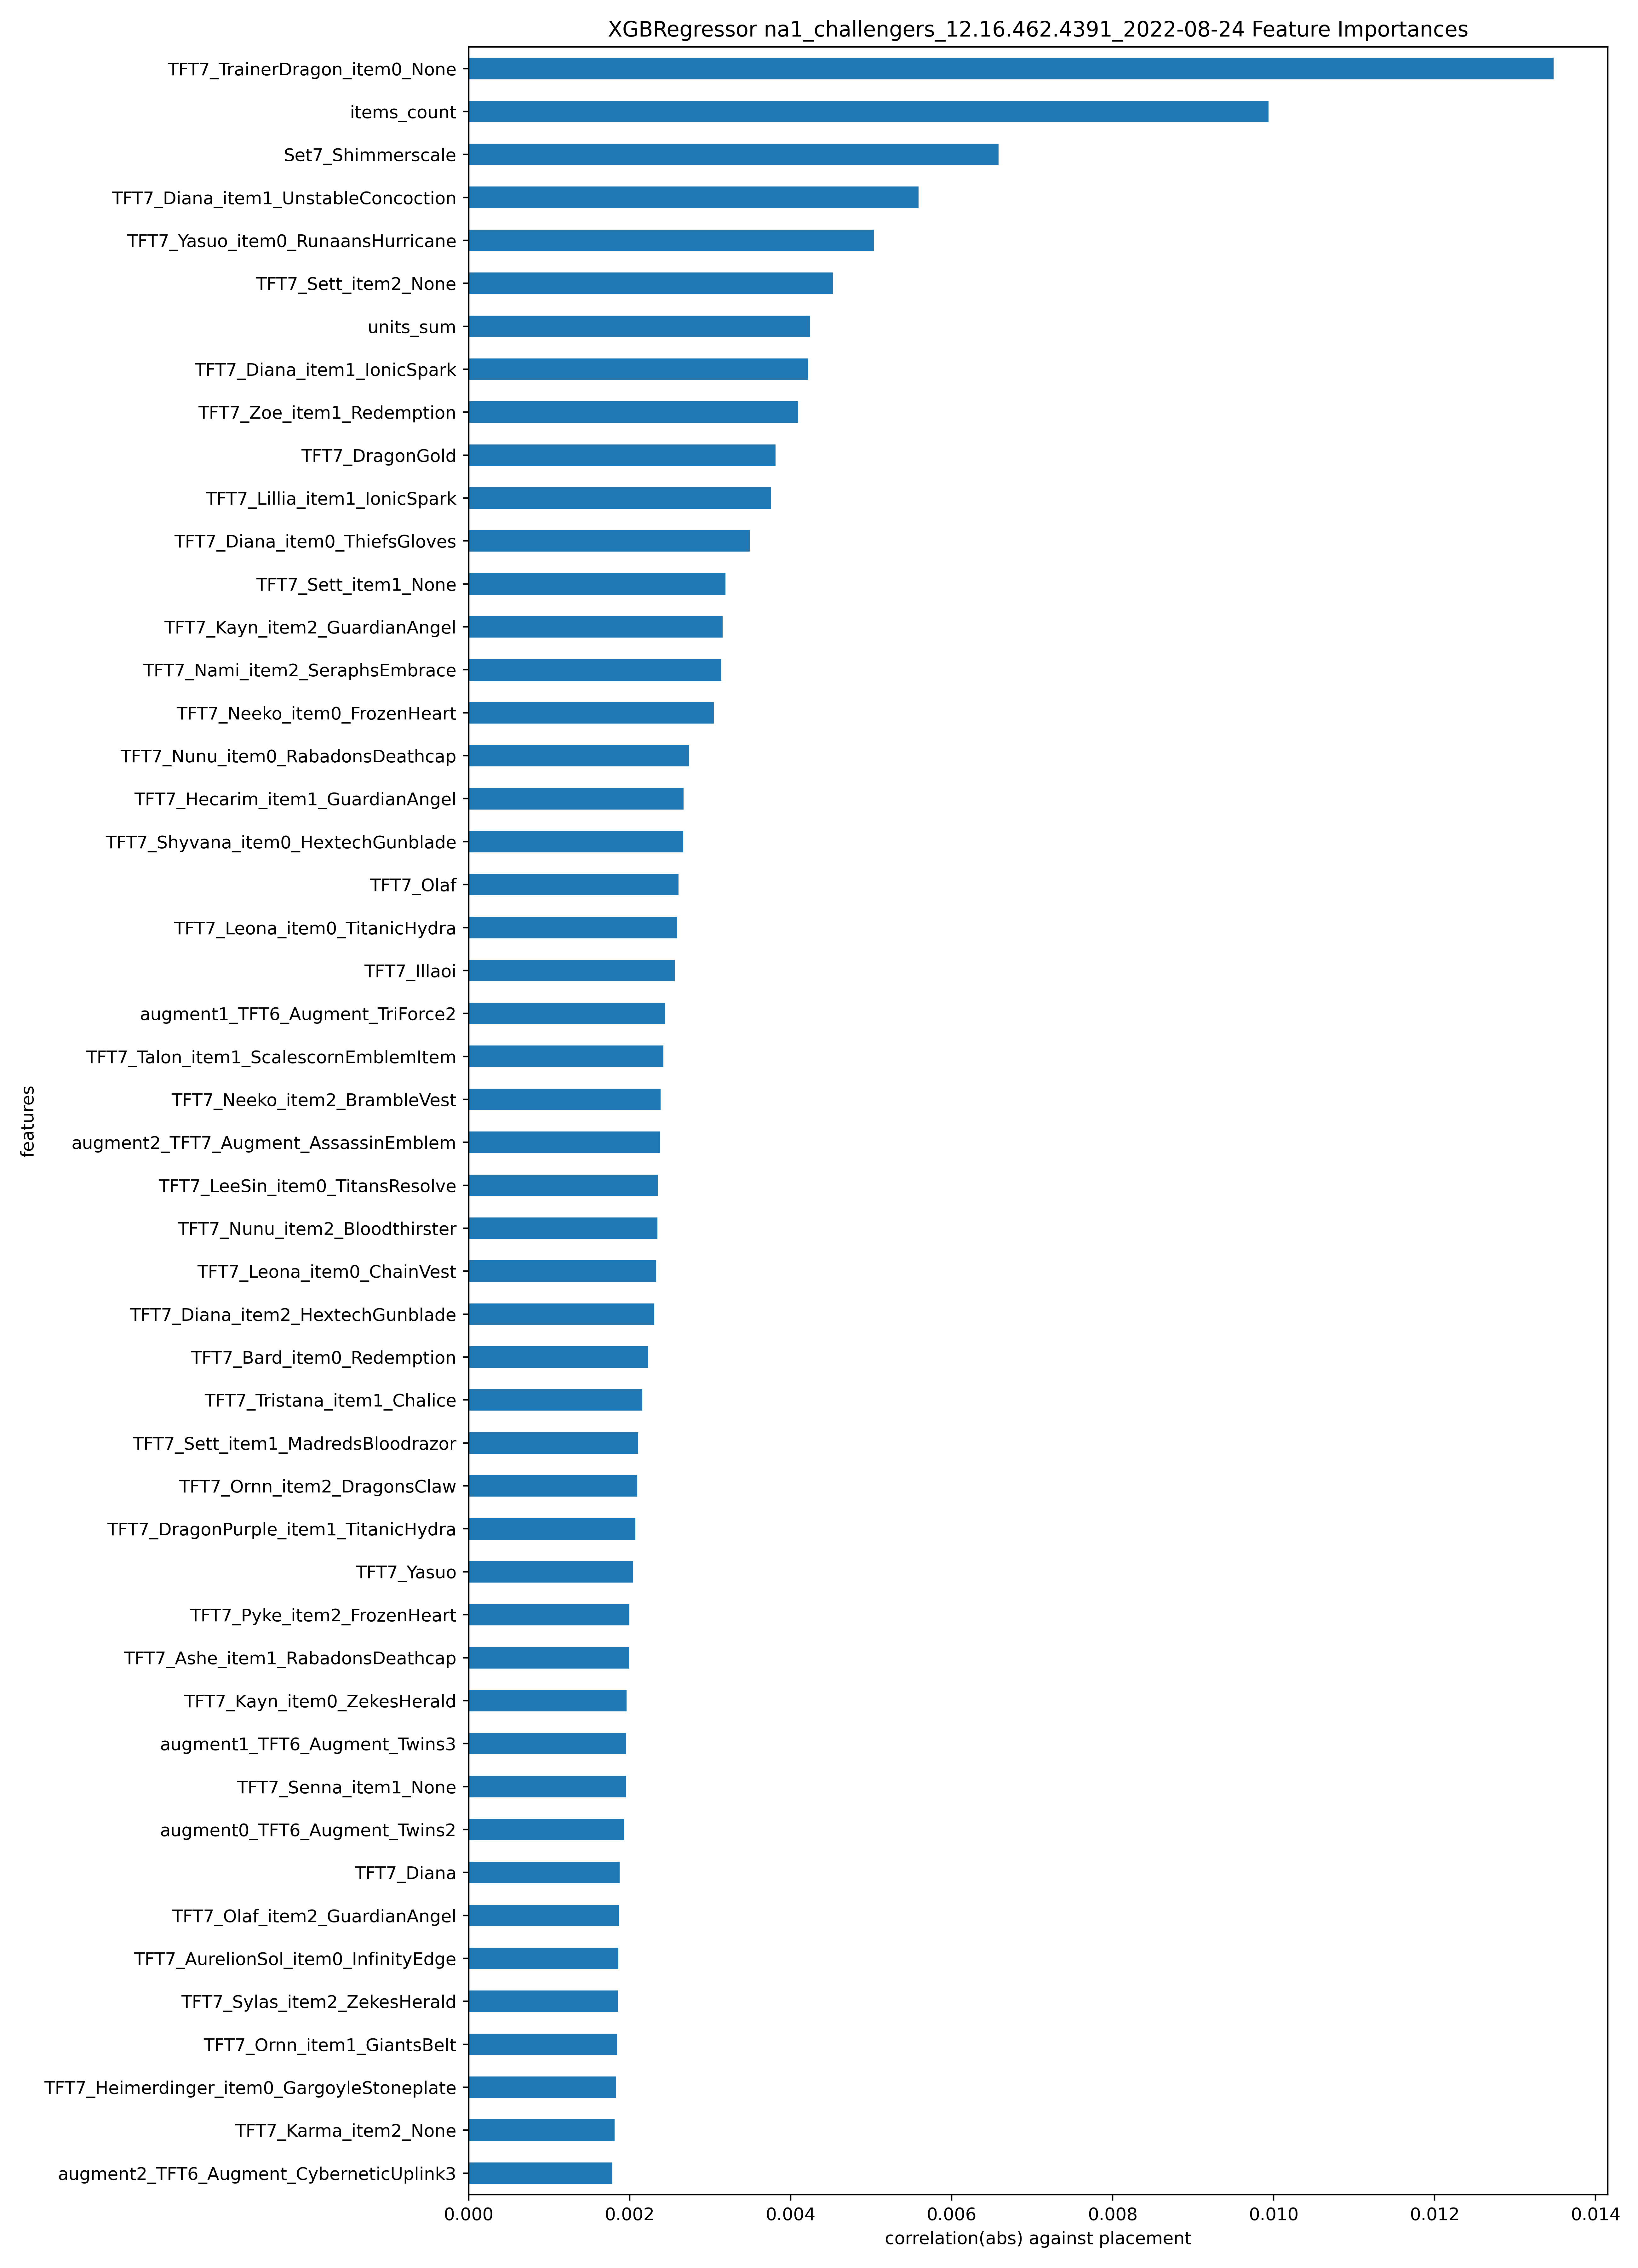 XGBRegressor na1_challengers_12.16.462.4391_2022-08-24 Feature Importances
TFT7_TrainerDragon_item0_None
items_count
Set7_Shimmerscale
TFT7_Diana_item1_UnstableConcoction
TFT7_Yasuo_item0_RunaansHurricane
TFT7_Sett_item2_None
units_sum
TFT7_Diana_item1_IonicSpark
TFT7_Zoe_item1_Redemption
TFT7_DragonGold
TFT7_Lillia_item1_IonicSpark
TFT7_Diana_item0_ThiefsGloves
TFT7_Sett_item1_None
TFT7_Kayn_item2_GuardianAngel
TFT7_Nami_item2_SeraphsEmbrace
TFT7_Neeko_item0_FrozenHeart
TFT7_Nunu_item0_RabadonsDeathcap
TFT7_Hecarim_item1_GuardianAngel
TFT7_Shyvana_item0_HextechGunblade
TFT7_Olaf
TFT7_Leona_item0_TitanicHydra
TFT7_Illaoi
augment1_TFT6_Augment_TriForce2
TFT7_Talon_item1_ScalescornEmblemItem
TFT7_Neeko_item2_BrambleVest
augment2_TFT7_Augment_AssassinEmblem
TFT7_LeeSin_item0_TitansResolve
TFT7_Nunu_item2_Bloodthirster
TFT7_Leona_item0_ChainVest
TFT7_Diana_item2_HextechGunblade
TFT7_Bard_item0_Redemption
TFT7_Tristana_item1_Chalice
TFT7_Sett_item1_MadredsBloodrazor
TFT7_Ornn_item2_DragonsClaw
TFT7_DragonPurple_item1_TitanicHydra
TFT7_Yasuo
TFT7_Pyke_item2_FrozenHeart
TFT7_Ashe_item1_RabadonsDeathcap
TFT7_Kayn_item0_ZekesHerald
augment1_TFT6_Augment_Twins3
TFT7_Senna_item1_None
augment0_TFT6_Augment_Twins2
TFT7_Diana
TFT7_Olaf_item2_GuardianAngel
TFT7_AurelionSol_item0_InfinityEdge
TFT7_Sylas_item2_ZekesHerald
TFT7_Ornn_item1_GiantsBelt
TFT7_Heimerdinger_item0_GargoyleStoneplate
TFT7_Karma_item2_None
augment2_TFT6_Augment_CyberneticUplink3
features
0.000 0.002 0.004 0.006 0.008 0.010 0.012 0.014
correlation(abs) against placement